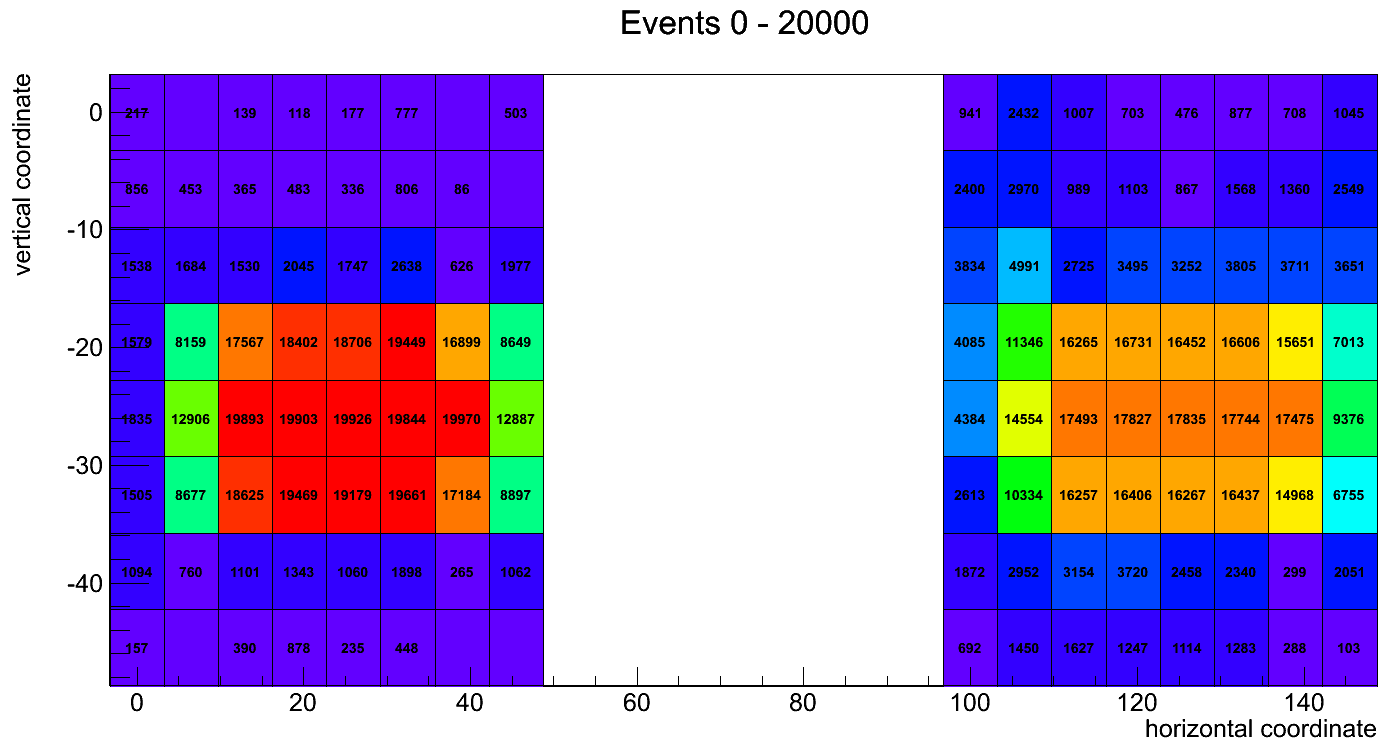 Events 0 - 20000
vertical coordinate
0 217 139 118 177 777 503 941 2432 1007 703 476 877 708 1045
856 453 365 483 336 806 86 2400 2970 989 1103 867 1568 1360 2549
-10
1538 1684 1530 2045 1747 2638 626 1977 3834 4991 2725 3495 3252 3805 3711 3651
-20 1579 8159 17567 18402 18706 19449 16899 8649 4085 11346 16265 16731 16452 16606 15651 7013
1835 12906 19893 19903 19926 19844 19970 12887 4384 14554 17493 17827 17835 17744 17475 9376
-30
1505 8677 18625 19469 19179 19661 17184 8897 2613 10334 16257 16406 16267 16437 14968 6755
-40 1094 760 1101 1343 1060 1898 265 1062 1872 2952 3154 3720 2458 2340 299 2051
157 390 878 235 448 692 1450 1627 1247 1114 1283 288 103
0 20 40 60 80 100 120 140
horizontal coordinate